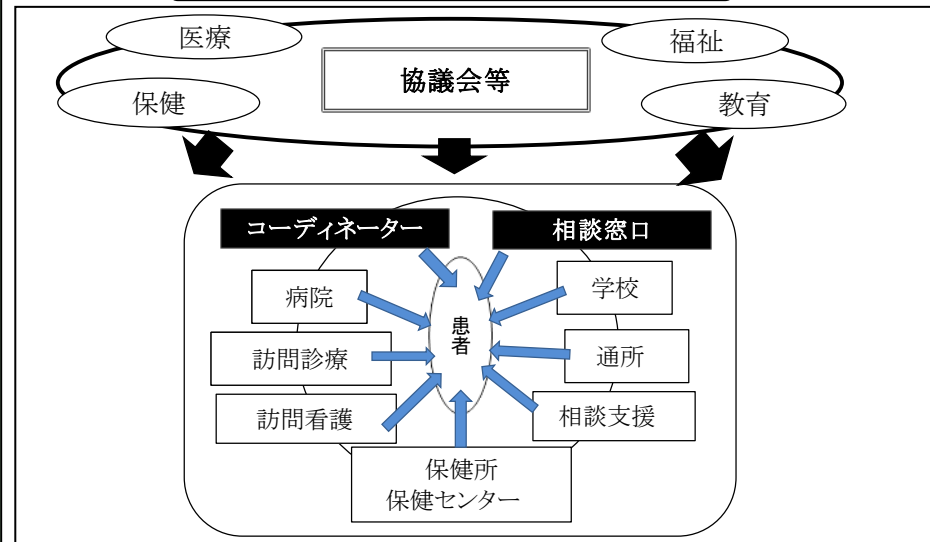 医療
福祉
協議会等
保健
教育
コーディネーター
相談窓口
病院
学校
患者
訪問診療
通所
訪問看護
相談支援
保健所
保健センター